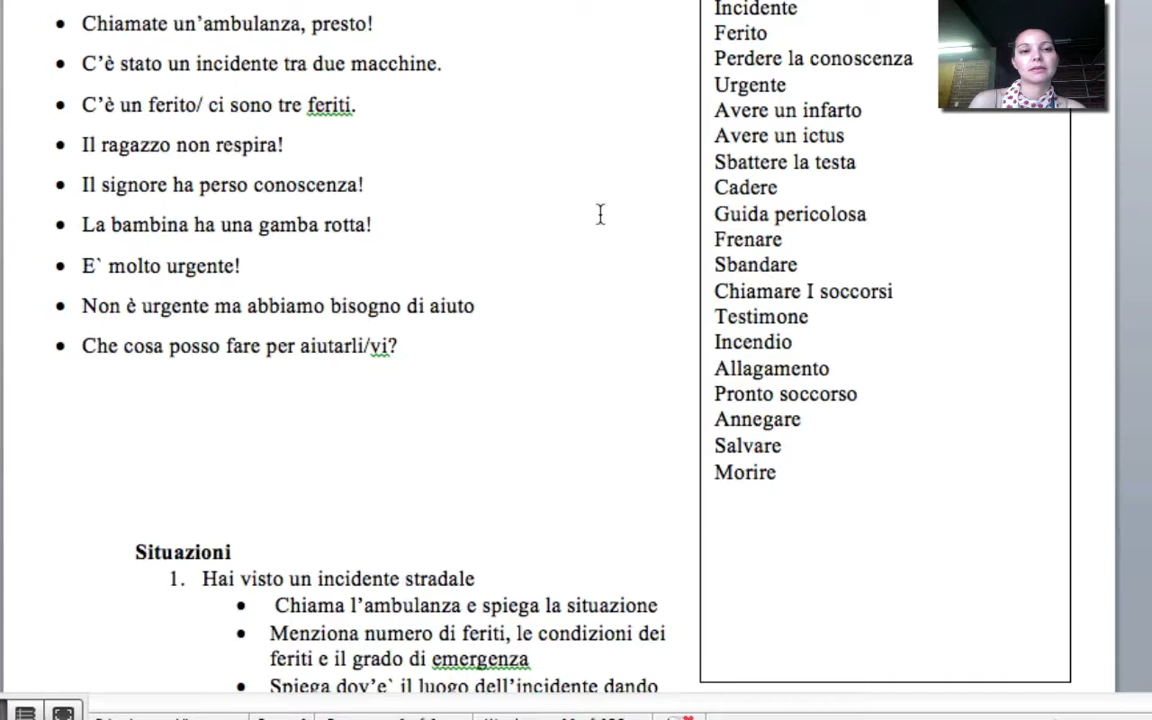 Chiamate un’ambulanza, presto!
C’è stato un incidente tra due macchine.
C’è un ferito/ ci sono tre feriti.
Il ragazzo non respira!
Il signore ha perso conoscenza!
La bambina ha una gamba rotta!
E` molto urgente!
Non è urgente ma abbiamo bisogno di aiuto
Che cosa posso fare per aiutarli/vi?
Situazioni
1. Hai visto un incidente stradale
Chiama l’ambulanza e spiega la situazione
Menziona numero di feriti, le condizioni dei
feriti e il grado di emergenza
Spiega dov’e` il luogo dell’incidente dando
Incidente
Ferito
Perdere la conoscenza
Urgente
Avere un infarto
Avere un ictus
Sbattere la testa
Cadere
Guida pericolosa
Frenare
Sbandare
Chiamare I soccorsi
Testimone
Incendio
Allagamento
Pronto soccorso
Annegare
Salvare
Morire